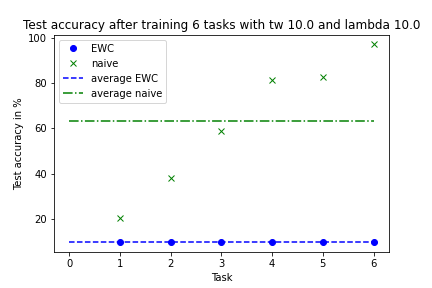 Test accuracy after training 6 tasks with tw 10.0 and lambda 10.0
100
80
60
40
20
Test accuracy in %
EWC
naive
average EWC
average naive
0 1 2 3 4 5 6
Task